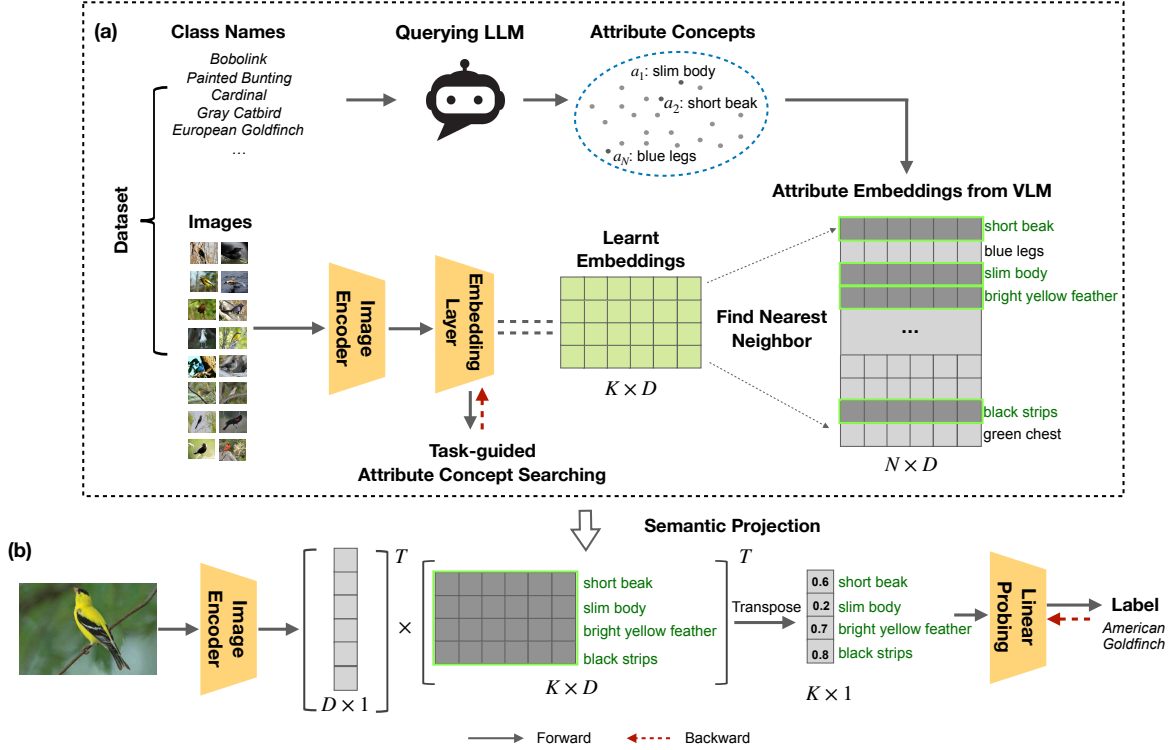 (a)
Class Names
Bobolink
Painted Bunting
Cardinal
Gray Catbird
European Goldfinch
...
Querying LLM
Attribute Concepts
a_1: slim body
a_2: short beak
a_N: blue legs
Dataset
Images
Image
Encoder
Embedding
Layer
Task-guided
Attribute Concept Searching
Learnt
Embeddings
K × D
Find Nearest
Neighbor
Attribute Embeddings from VLM
short beak
blue legs
slim body
bright yellow feather
...
black strips
green chest
N × D
Semantic Projection
(b)
Image
Encoder
D × 1
T
×
short beak
slim body
bright yellow feather
black strips
K × D
T
Transpose
0.6 short beak
0.2 slim body
0.7 bright yellow feather
0.8 black strips
K × 1
Linear
Probing
Label
American
Goldfinch
Forward
Backward